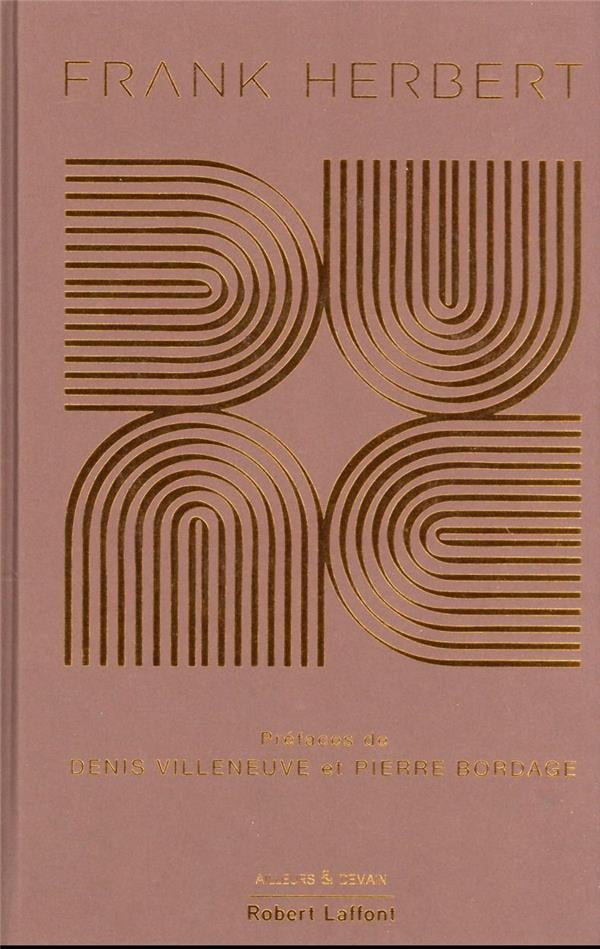 FRANK HERBERT
DUNE
Préfaces de
DENIS VILLENEUVE et PIERRE BORDAGE
AILLEURS & DEMAIN
Robert Laffont